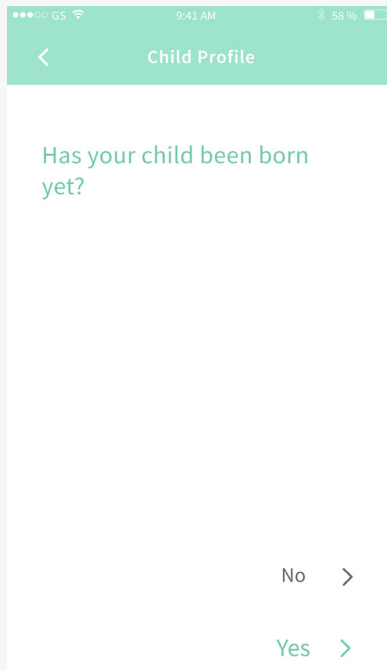 GS 9:41 AM 58 %
Child Profile
Has your child been born
yet?
No
Yes